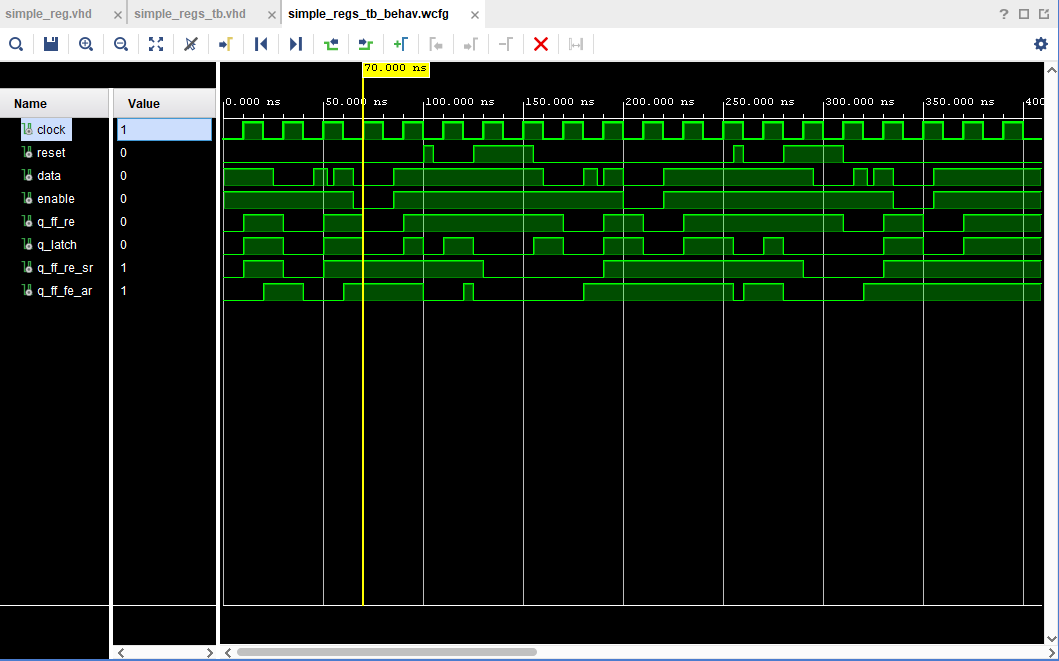 simple_reg.vhd × simple_regs_tb.vhd × simple_regs_tb_behav.wcfg × ?
70.000 ns
0.000 ns 50.000 ns 100.000 ns 150.000 ns 200.000 ns 250.000 ns 300.000 ns 350.000 ns 400
Name Value
clock 1
reset 0
data 0
enable 0
q_ff_re 0
q_latch 0
q_ff_re_sr 1
q_ff_fe_ar 1